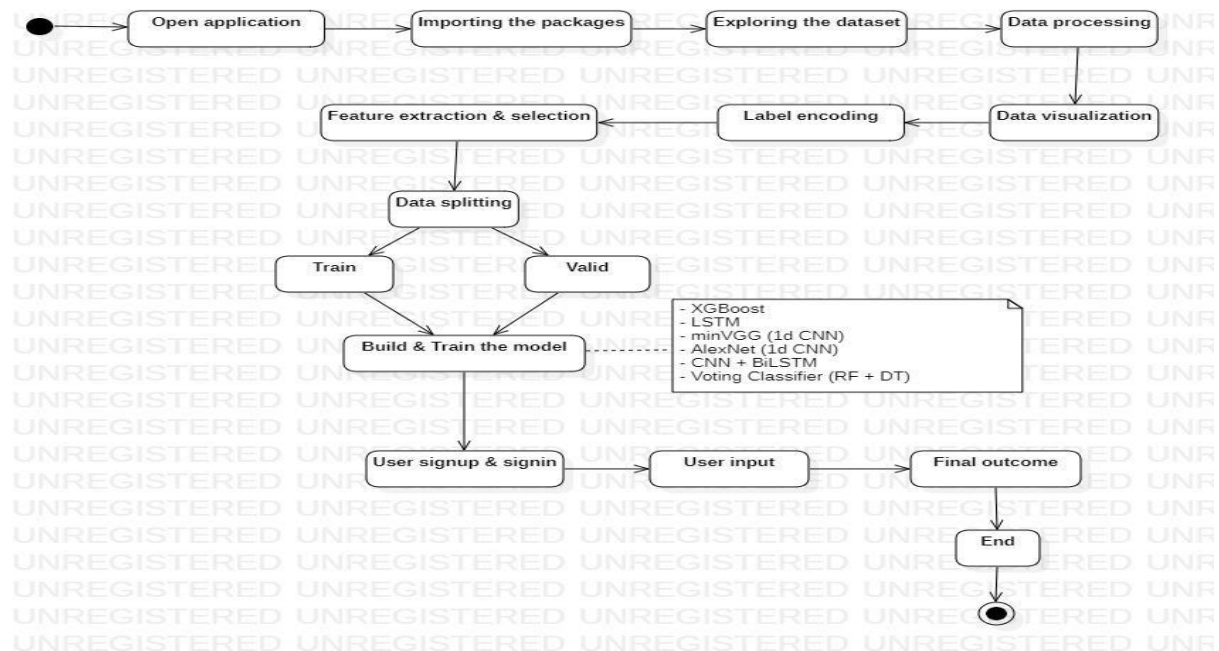 Open application
Importing the packages
Exploring the dataset
Data processing
Feature extraction & selection
Label encoding
Data visualization
Data splitting
Train
Valid
Build & Train the model
- XGBoost
- LSTM
- minVGG (1d CNN)
- AlexNet (1d CNN)
- CNN + BiLSTM
- Voting Classifier (RF + DT)
User signup & signin
User input
Final outcome
End
UNREGISTERED